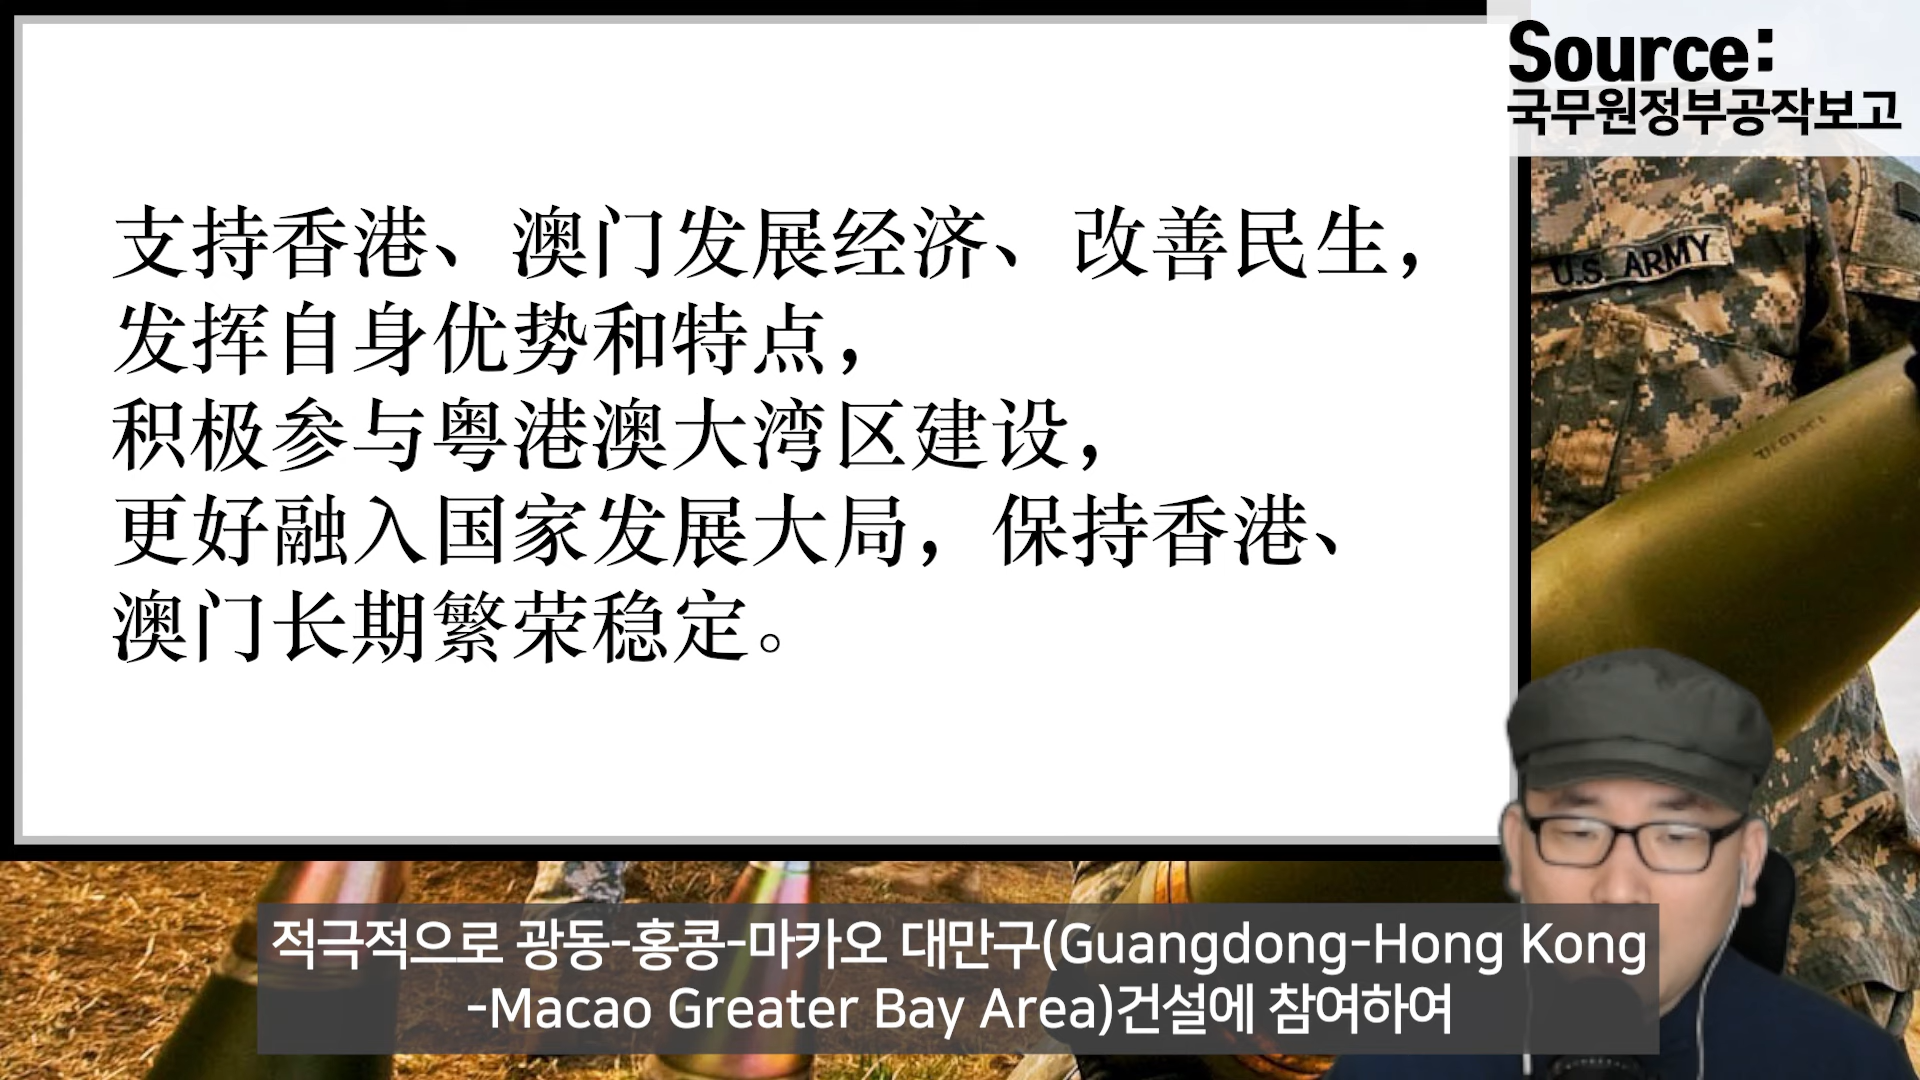 Source:
국무원정부공작보고
支持香港、澳门发展经济、改善民生，
发挥自身优势和特点，
积极参与粤港澳大湾区建设，
更好融入国家发展大局，保持香港、
澳门长期繁荣稳定。
U.S. ARMY
적극적으로 광동-홍콩-마카오 대만구(Guangdong-Hong Kong
-Macao Greater Bay Area)건설에 참여하여